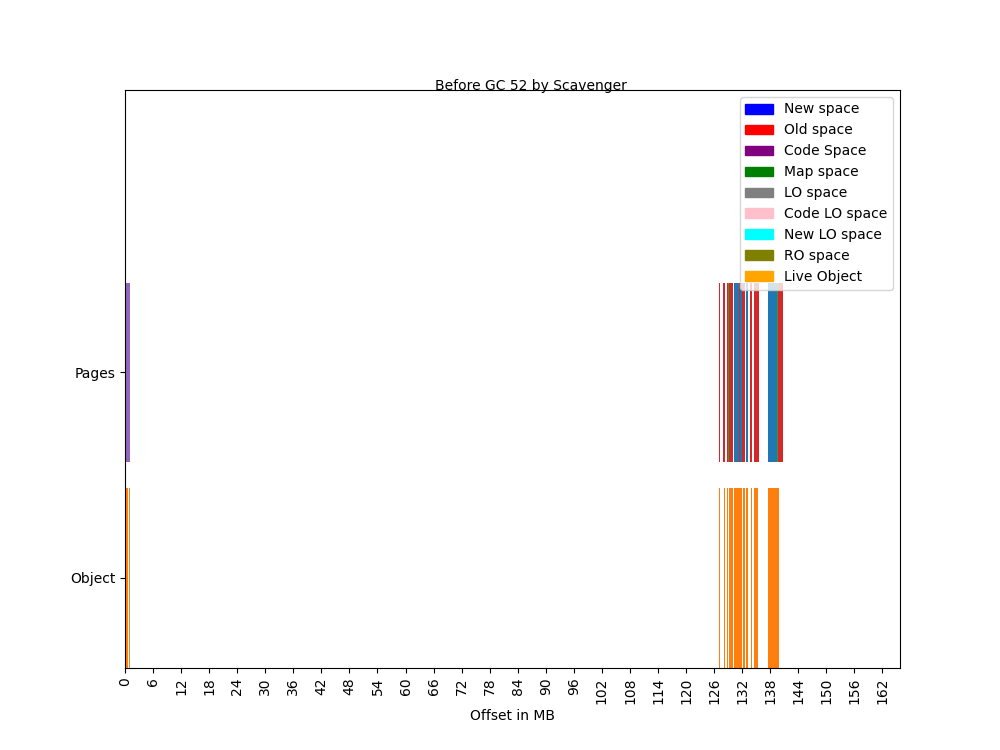 Before GC 52 by Scavenger
New space
Old space
Code Space
Map space
LO space
Code LO space
New LO space
RO space
Live Object
Pages
Object
0 6 12 18 24 30 36 42 48 54 60 66 72 78 84 90 96 102 108 114 120 126 132 138 144 150 156 162
Offset in MB